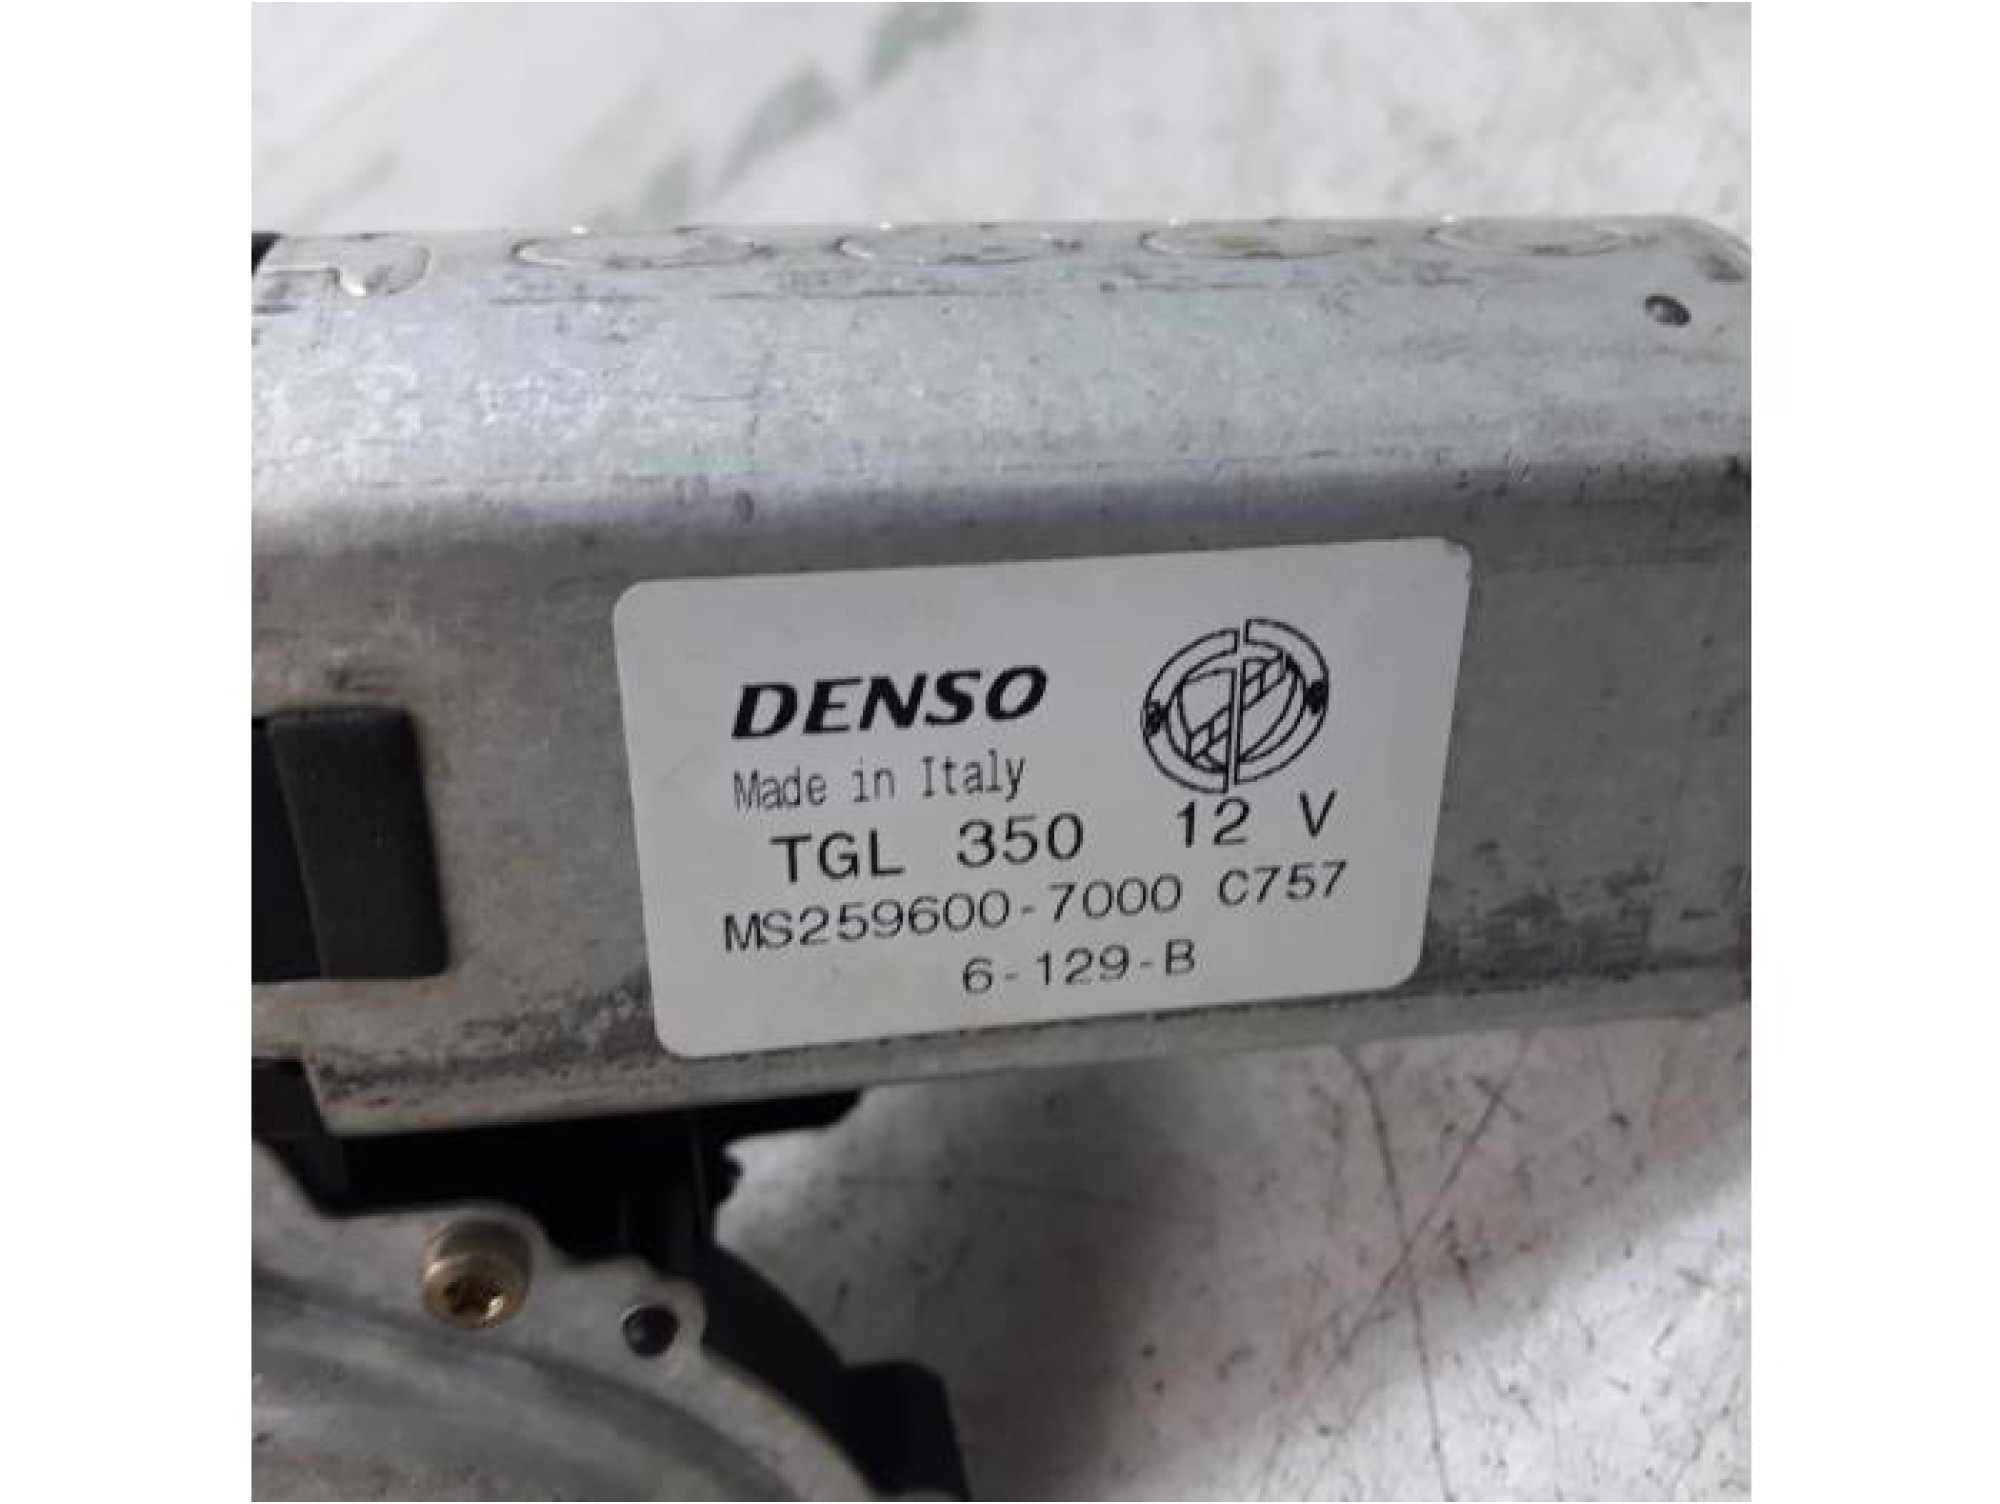 DENSO
Made in Italy
TGL 350 12 V
MS259600-7000 C757
6-129-B